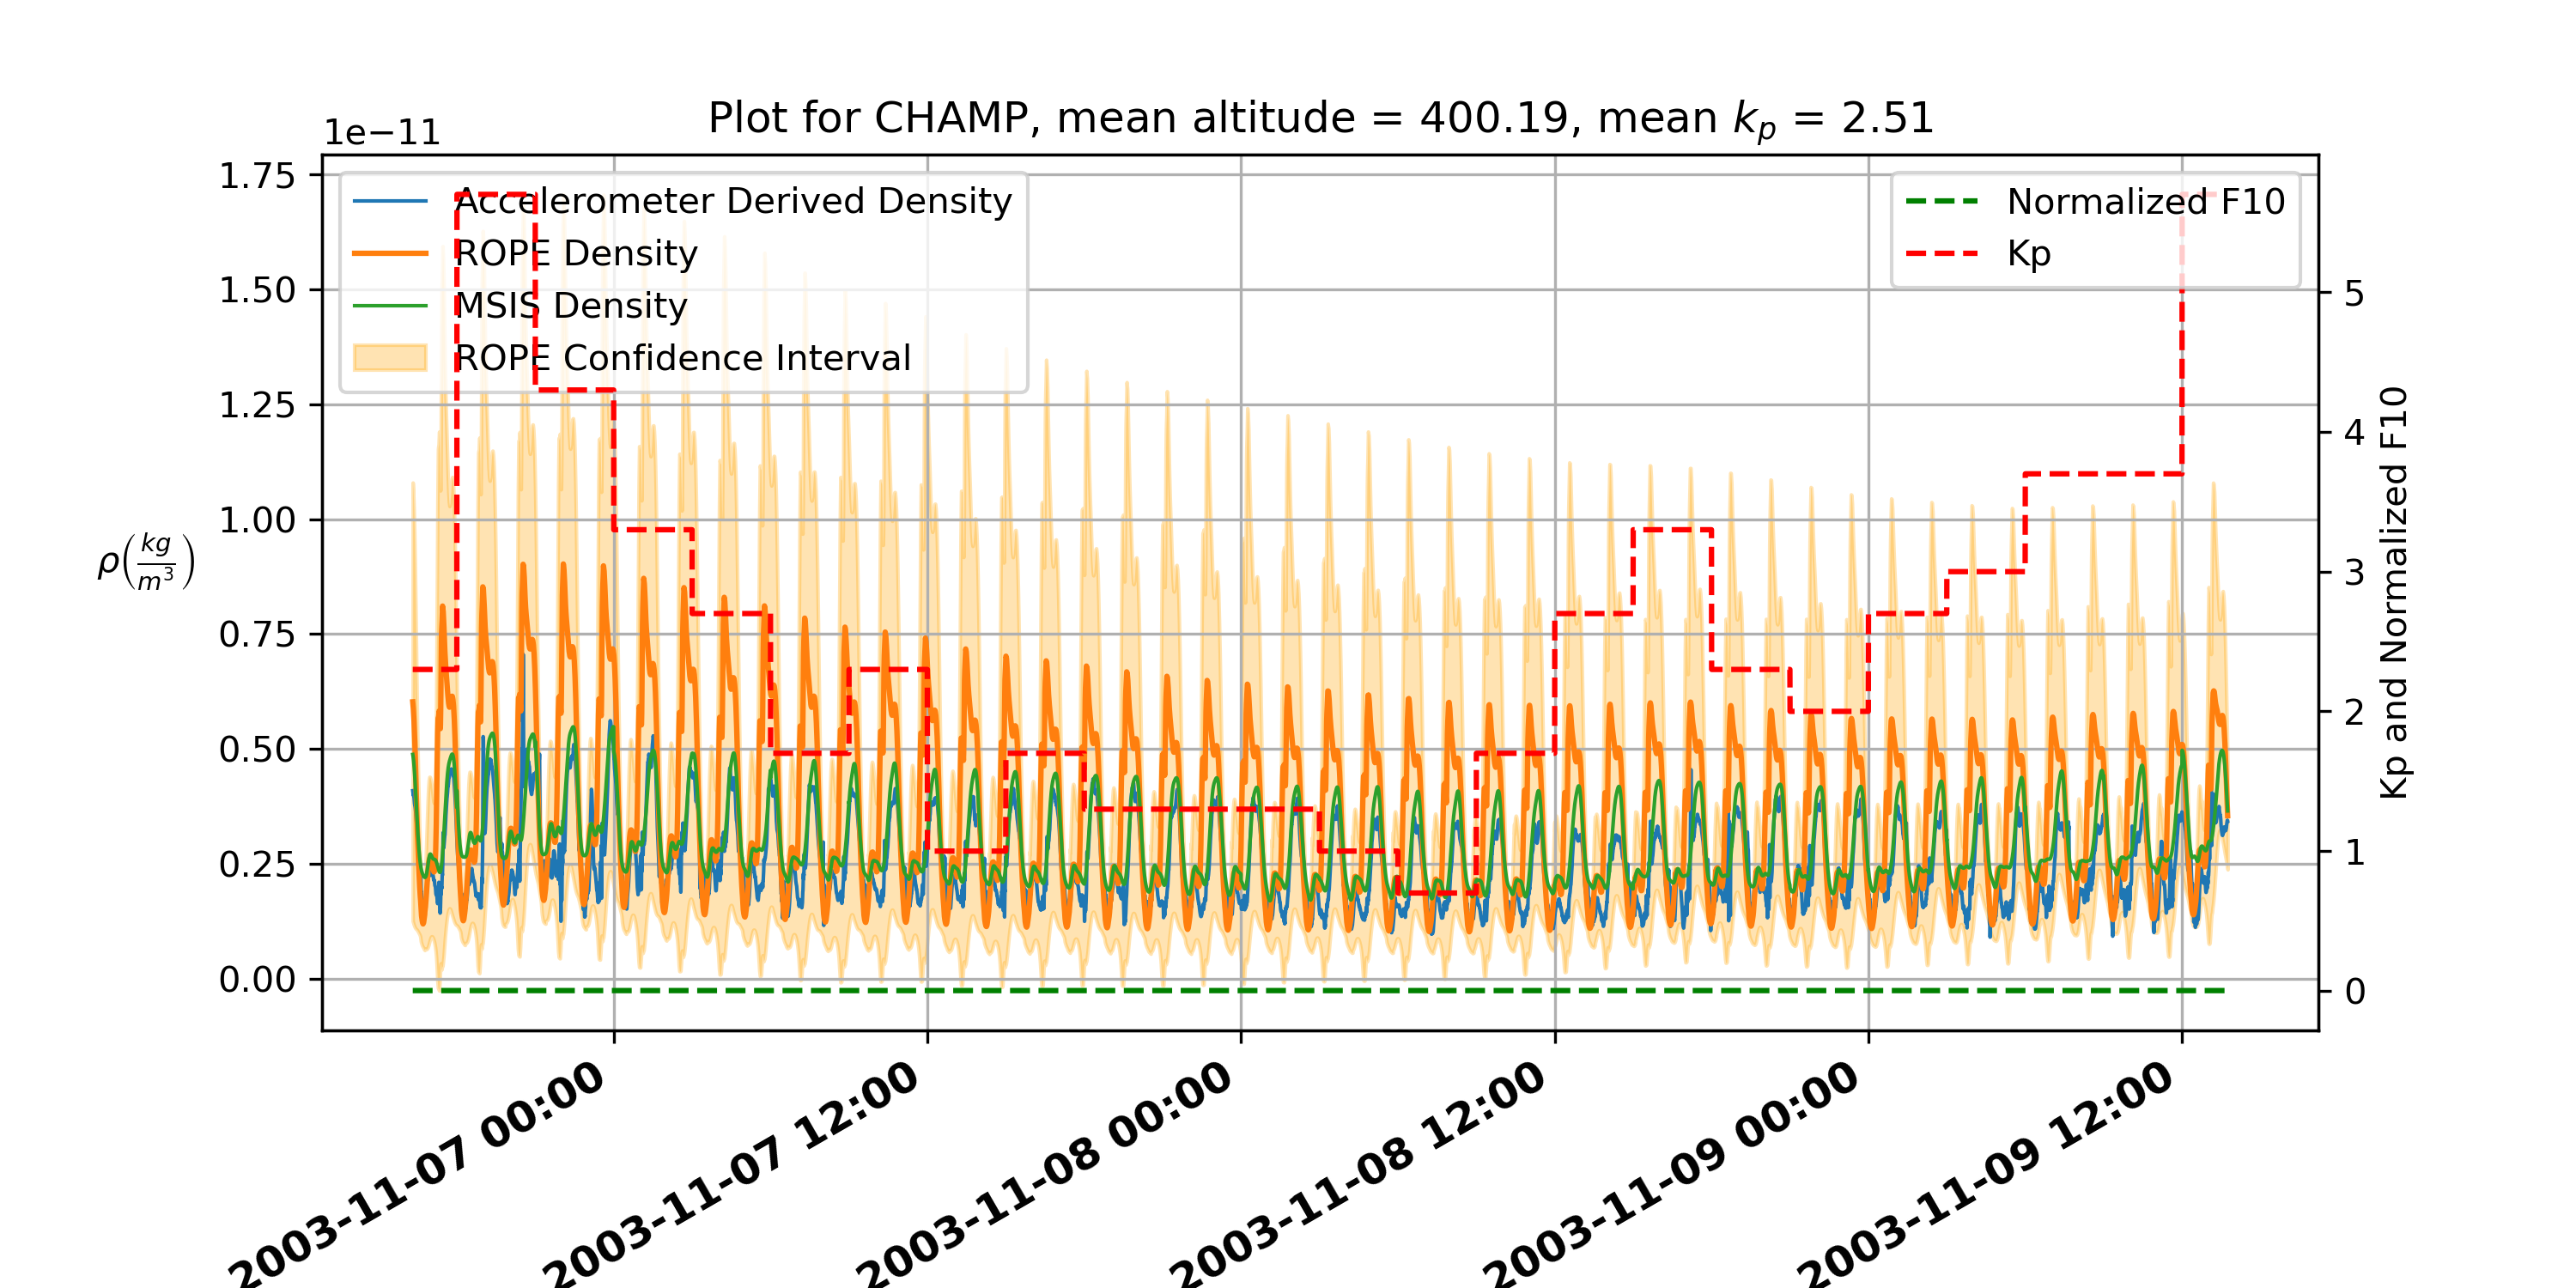 Plot for CHAMP, mean altitude = 400.19, mean kₚ = 2.51
1e−11
1.75
1.50
1.25
1.00
0.75
0.50
0.25
0.00
ρ(kg/m³)
Accelerometer Derived Density
ROPE Density
MSIS Density
ROPE Confidence Interval
Normalized F10
Kp
5
4
3
2
1
0
Kp and Normalized F10
2003-11-07 00:00
2003-11-07 12:00
2003-11-08 00:00
2003-11-08 12:00
2003-11-09 00:00
2003-11-09 12:00